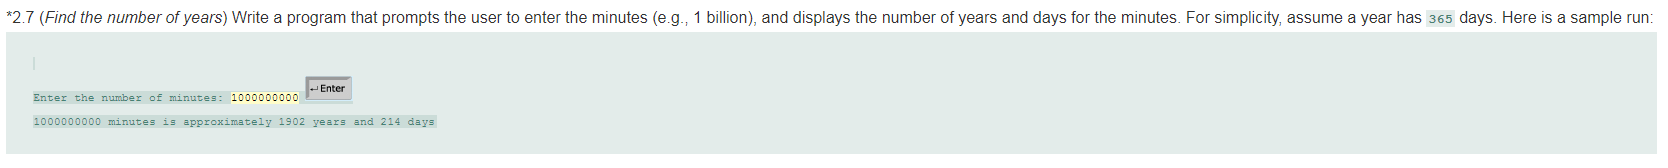 *2.7 (Find the number of years) Write a program that prompts the user to enter the minutes (e.g., 1 billion), and displays the number of years and days for the minutes. For simplicity, assume a year has 365 days. Here is a sample run:
Enter the number of minutes: 1000000000 ↵Enter
1000000000 minutes is approximately 1902 years and 214 days